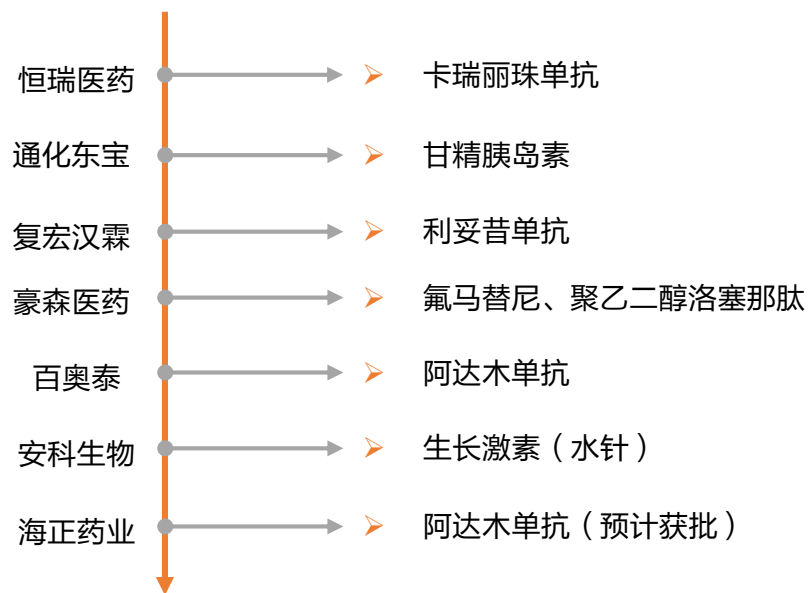 恒瑞医药 卡瑞丽珠单抗
通化东宝 甘精胰岛素
复宏汉霖 利妥昔单抗
豪森医药 氟马替尼、聚乙二醇洛塞那肽
百奥泰 阿达木单抗
安科生物 生长激素（水针）
海正药业 阿达木单抗（预计获批）